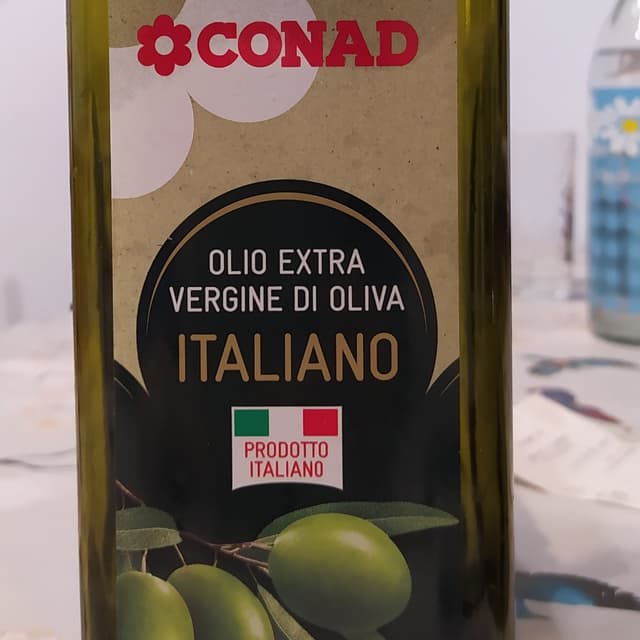 CONAD
OLIO EXTRA
VERGINE DI OLIVA
ITALIANO
PRODOTTO
ITALIANO